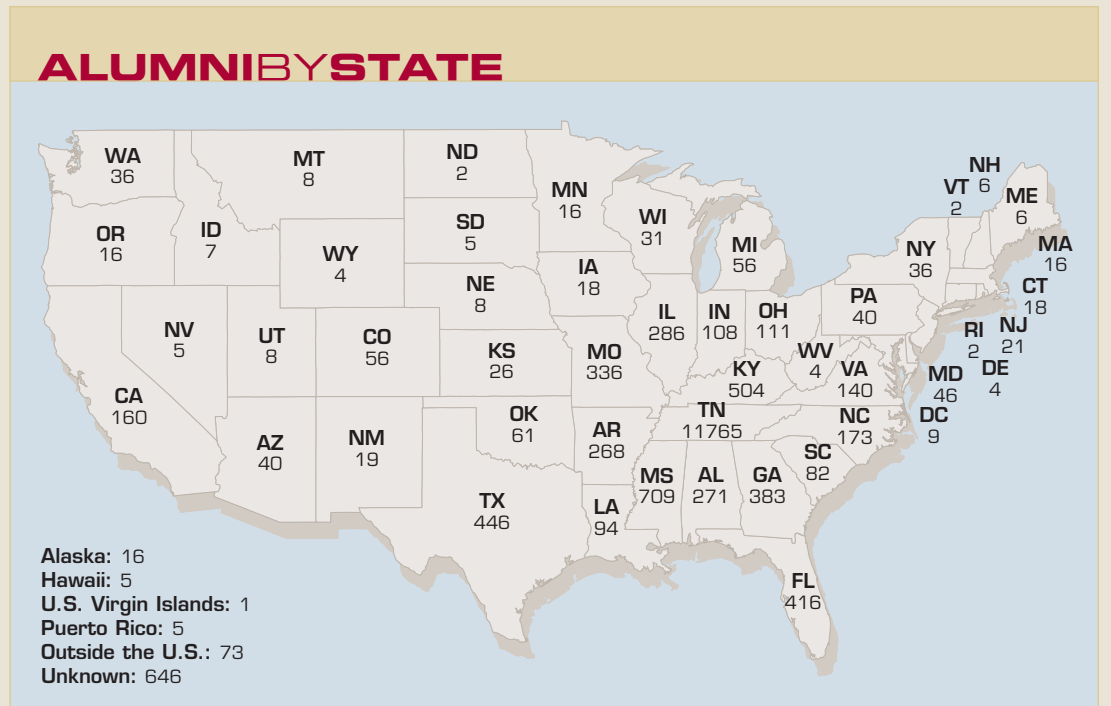 ALUMNIBYSTATE
WA
36
MT
8
ND
2
MN
16
OR
16
ID
7
WY
4
SD
5
WI
31
MI
56
NY
36
VT
2
NH
6
ME
6
MA
16
CT
18
RI
2
NJ
21
NV
5
UT
8
CO
56
NE
8
IA
18
IL
286
IN
108
OH
111
PA
40
MD
46
DE
4
DC
9
CA
160
AZ
40
NM
19
KS
26
MO
336
KY
504
WV
4
VA
140
OK
61
AR
268
TN
11765
NC
173
SC
82
TX
446
LA
94
MS
709
AL
271
GA
383
FL
416
Alaska: 16
Hawaii: 5
U.S. Virgin Islands: 1
Puerto Rico: 5
Outside the U.S.: 73
Unknown: 646